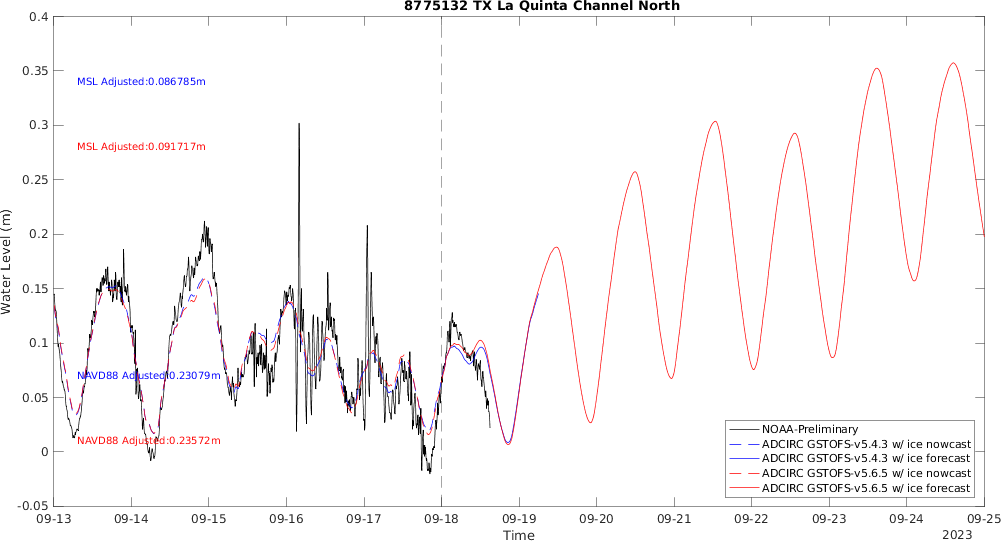 8775132 TX La Quinta Channel North
0.4
0.35
0.3
0.25
0.2
0.15
0.1
0.05
0
-0.05
Water Level (m)
MSL Adjusted:0.086785m
MSL Adjusted:0.091717m
NAVD88 Adjusted:0.23079m
NAVD88 Adjusted:0.23572m
NOAA-Preliminary
ADCIRC GSTOFS-v5.4.3 w/ ice nowcast
ADCIRC GSTOFS-v5.4.3 w/ ice forecast
ADCIRC GSTOFS-v5.6.5 w/ ice nowcast
ADCIRC GSTOFS-v5.6.5 w/ ice forecast
09-13 09-14 09-15 09-16 09-17 09-18 09-19 09-20 09-21 09-22 09-23 09-24 09-25
Time
2023